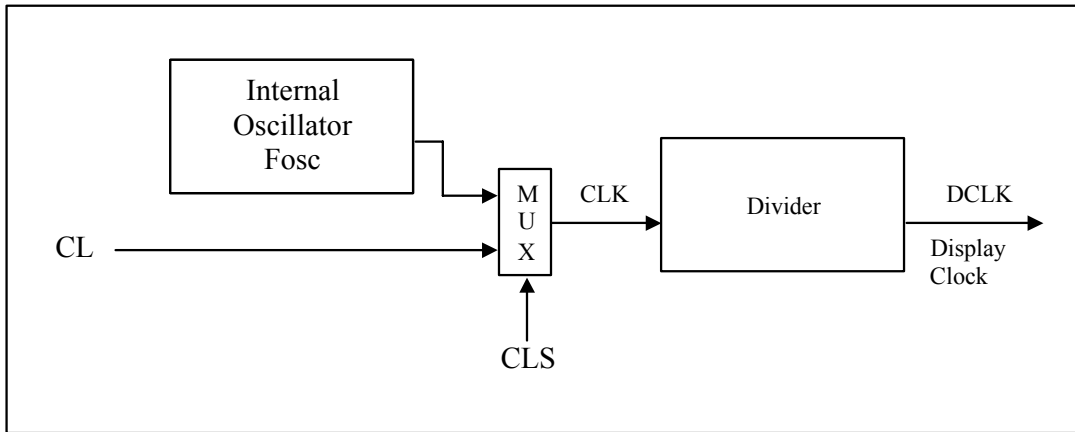 Internal
Oscillator
Fosc
CL
M
U
X
CLS
CLK
Divider
DCLK
Display
Clock